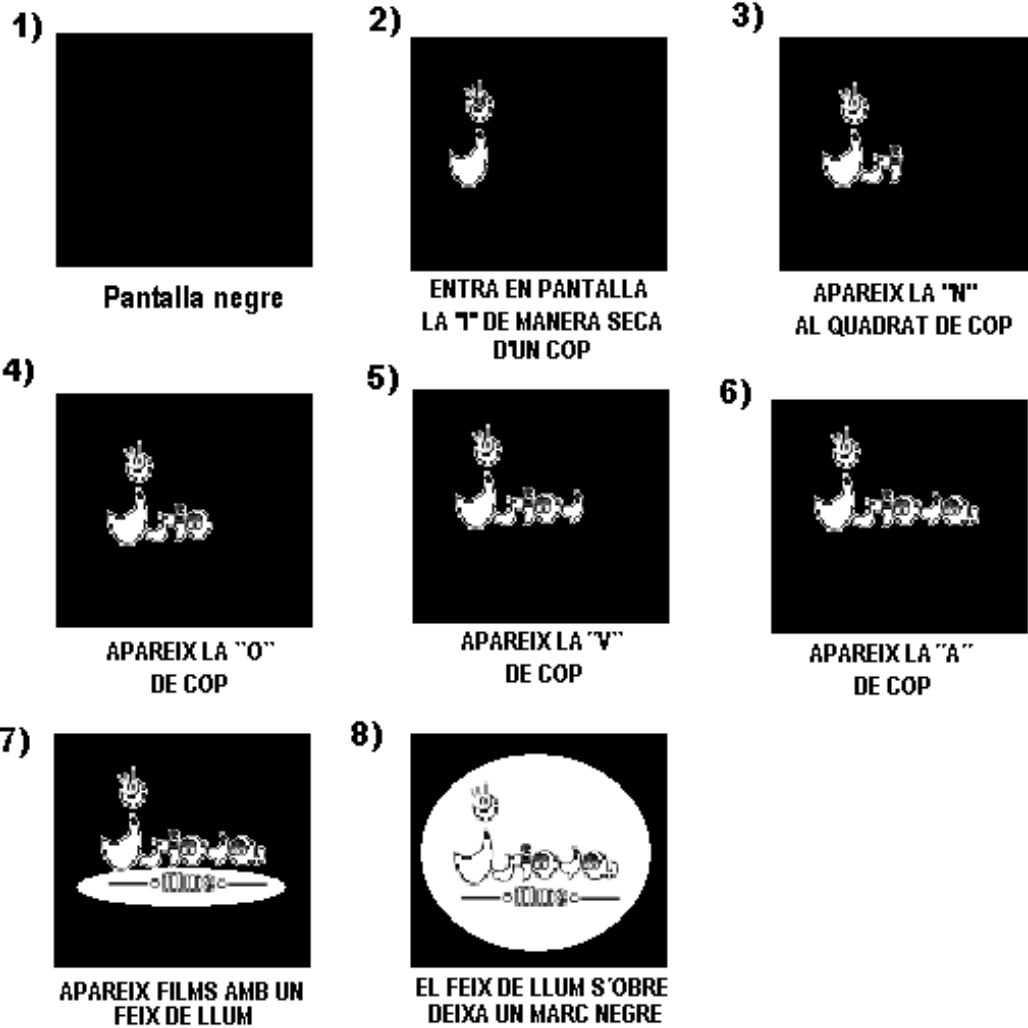 1)
2)
3)
Pantalla negre
ENTRA EN PANTALLA
LA "I" DE MANERA SECA
D'UN COP
APAREIX LA "N"
AL QUADRAT DE COP
4)
5)
6)
APAREIX LA ``O``
DE COP
APAREIX LA ¨V¨
DE COP
APAREIX LA ¨A¨
DE COP
7)
8)
films
films
APAREIX FILMS AMB UN
FEIX DE LLUM
EL FEIX DE LLUM S´OBRE
DEIXA UN MARC NEGRE